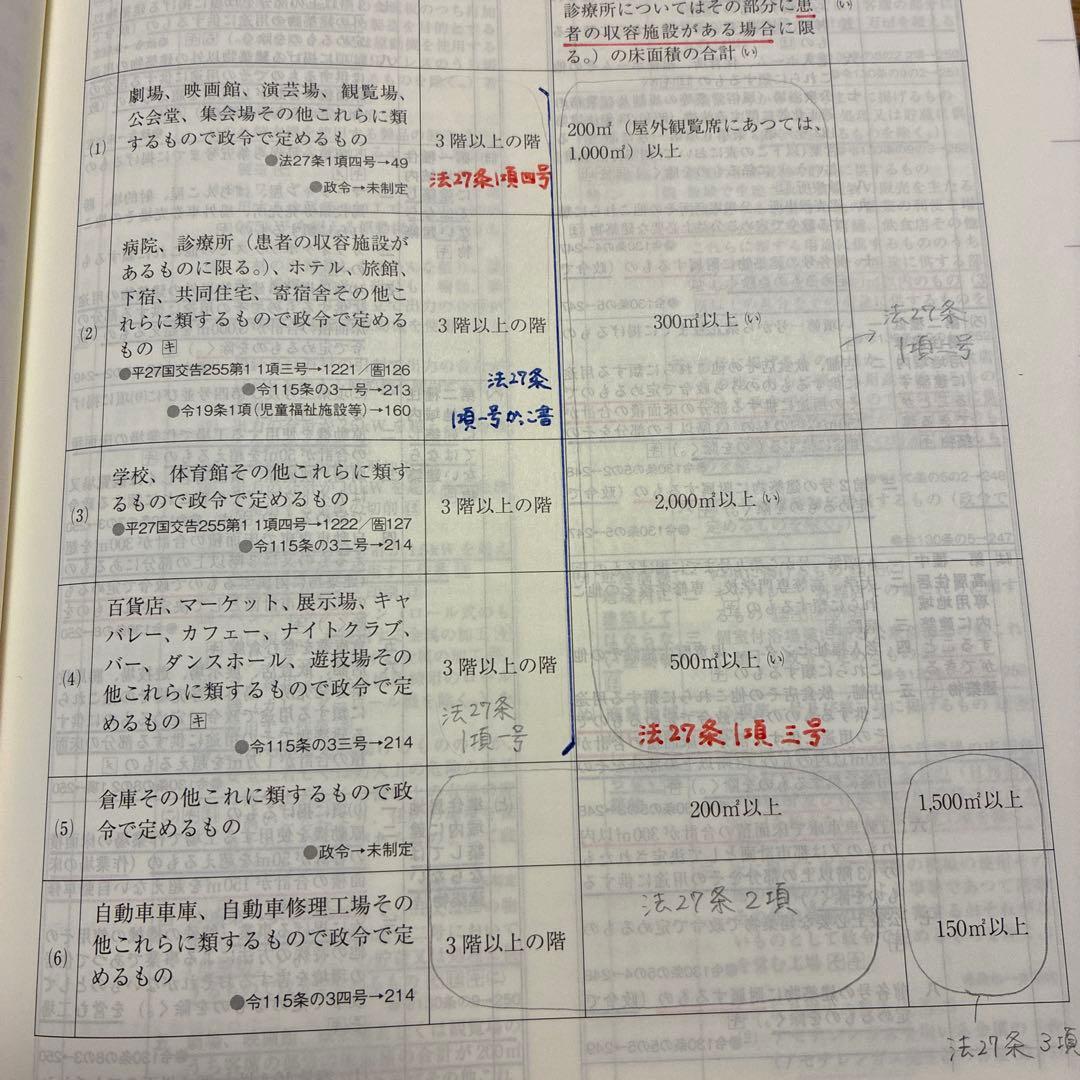 診療所についてはその部分に患
者の収容施設がある場合に限
る。)の床面積の合計(い)
(い)
(1)
劇場、映画館、演芸場、観覧場、
公会堂、集会場その他これらに類
するもので政令で定めるもの
●法27条1項四号→49
●政令→未制定
3階以上の階
法27条1項四号
200㎡(屋外観覧席にあつては、
1,000㎡)以上
(2)
病院、診療所(患者の収容施設が
あるものに限る。)、ホテル、旅館、
下宿、共同住宅、寄宿舎その他こ
れらに類するもので政令で定める
もの キ
●平27国交告255第1 1項三号→1221/告126
●令115条の3一号→213
●令19条1項(児童福祉施設等)→160
3階以上の階
法27条
1項一号かっこ書
300㎡以上(い)
法27条
1項一号
(3)
学校、体育館その他これらに類す
るもので政令で定めるもの
●平27国交告255第1 1項四号→1222/告127
●令115条の3二号→214
3階以上の階
2,000㎡以上(い)
(4)
百貨店、マーケット、展示場、キャ
バレー、カフェー、ナイトクラブ、
バー、ダンスホール、遊技場その
他これらに類するもので政令で定
めるもの キ
●令115条の3三号→214
3階以上の階
法27条
1項一号
500㎡以上(い)
法27条1項三号
(5)
倉庫その他これに類するもので政
令で定めるもの
●政令→未制定
200㎡以上
1,500㎡以上
(6)
自動車車庫、自動車修理工場その
他これらに類するもので政令で定
めるもの
●令115条の3四号→214
3階以上の階
法27条2項
150㎡以上
法27条3項